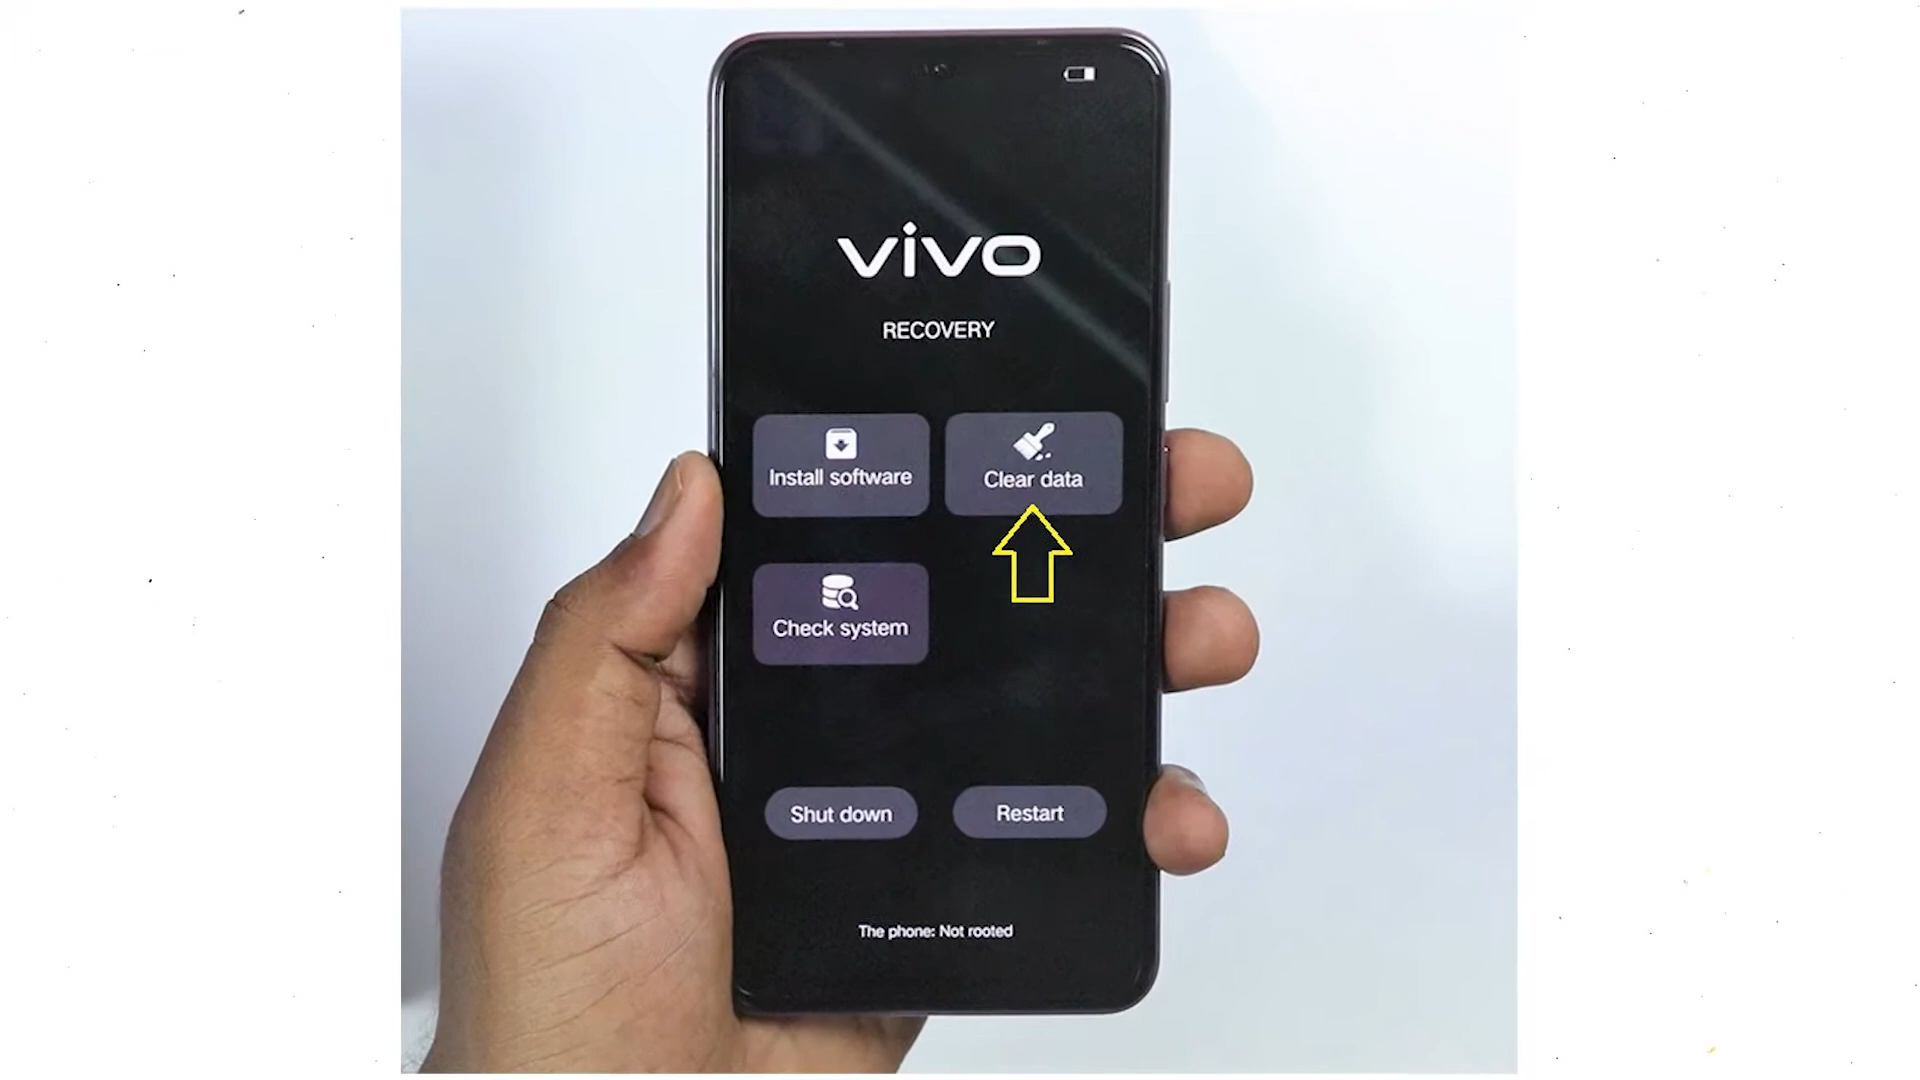 vivo
RECOVERY
Install software
Clear data
Check system
Shut down
Restart
The phone: Not rooted